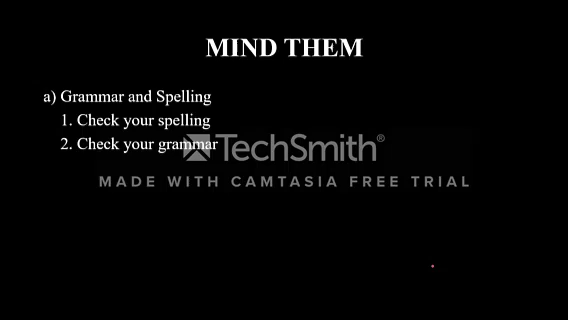 MIND THEM
a) Grammar and Spelling
1. Check your spelling
2. Check your grammar
TechSmith®
MADE WITH CAMTASIA FREE TRIAL